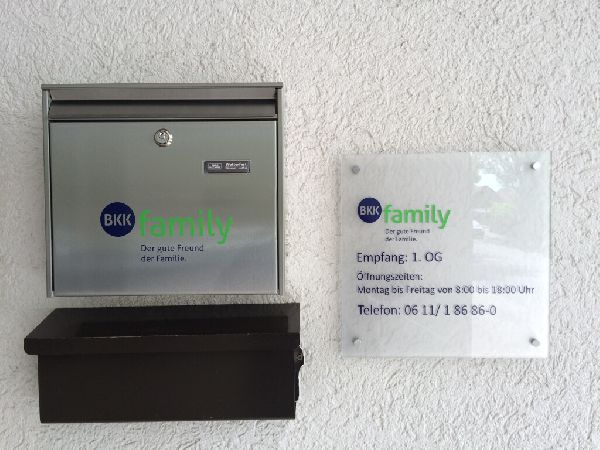 BKK family
Der gute Freund
der Familie.
BKK family
Der gute Freund
der Familie.
Empfang: 1. OG
Öffnungszeiten:
Montag bis Freitag von 8:00 bis 18:00 Uhr
Telefon: 06 11/ 1 86 86-0